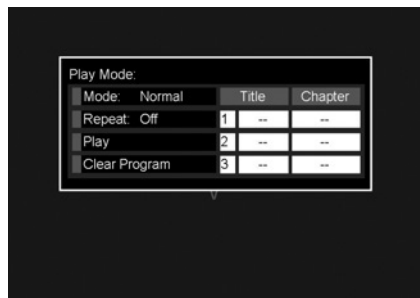 Play Mode:
Mode: Normal Title Chapter
Repeat: Off 1 -- --
Play 2 -- --
Clear Program 3 -- --